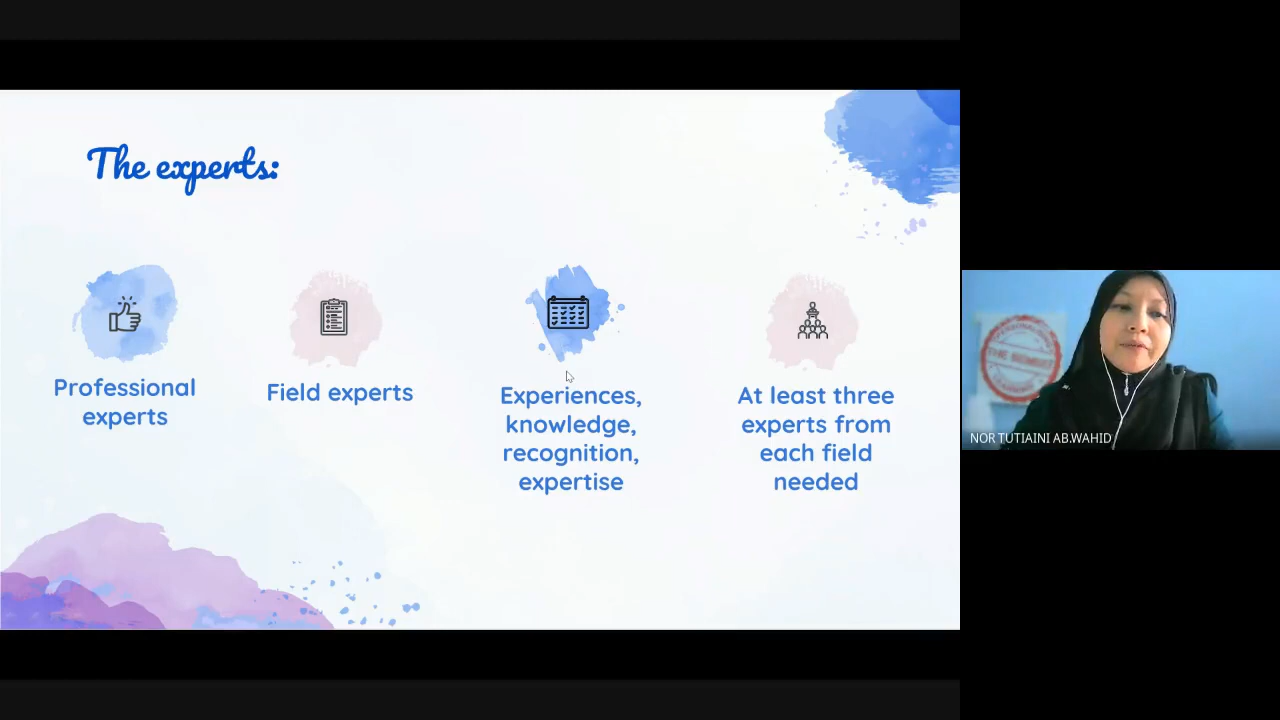 The experts:
Professional
experts
Field experts
Experiences,
knowledge,
recognition,
expertise
At least three
experts from
each field
needed
NOR TUTIAINI AB.WAHID